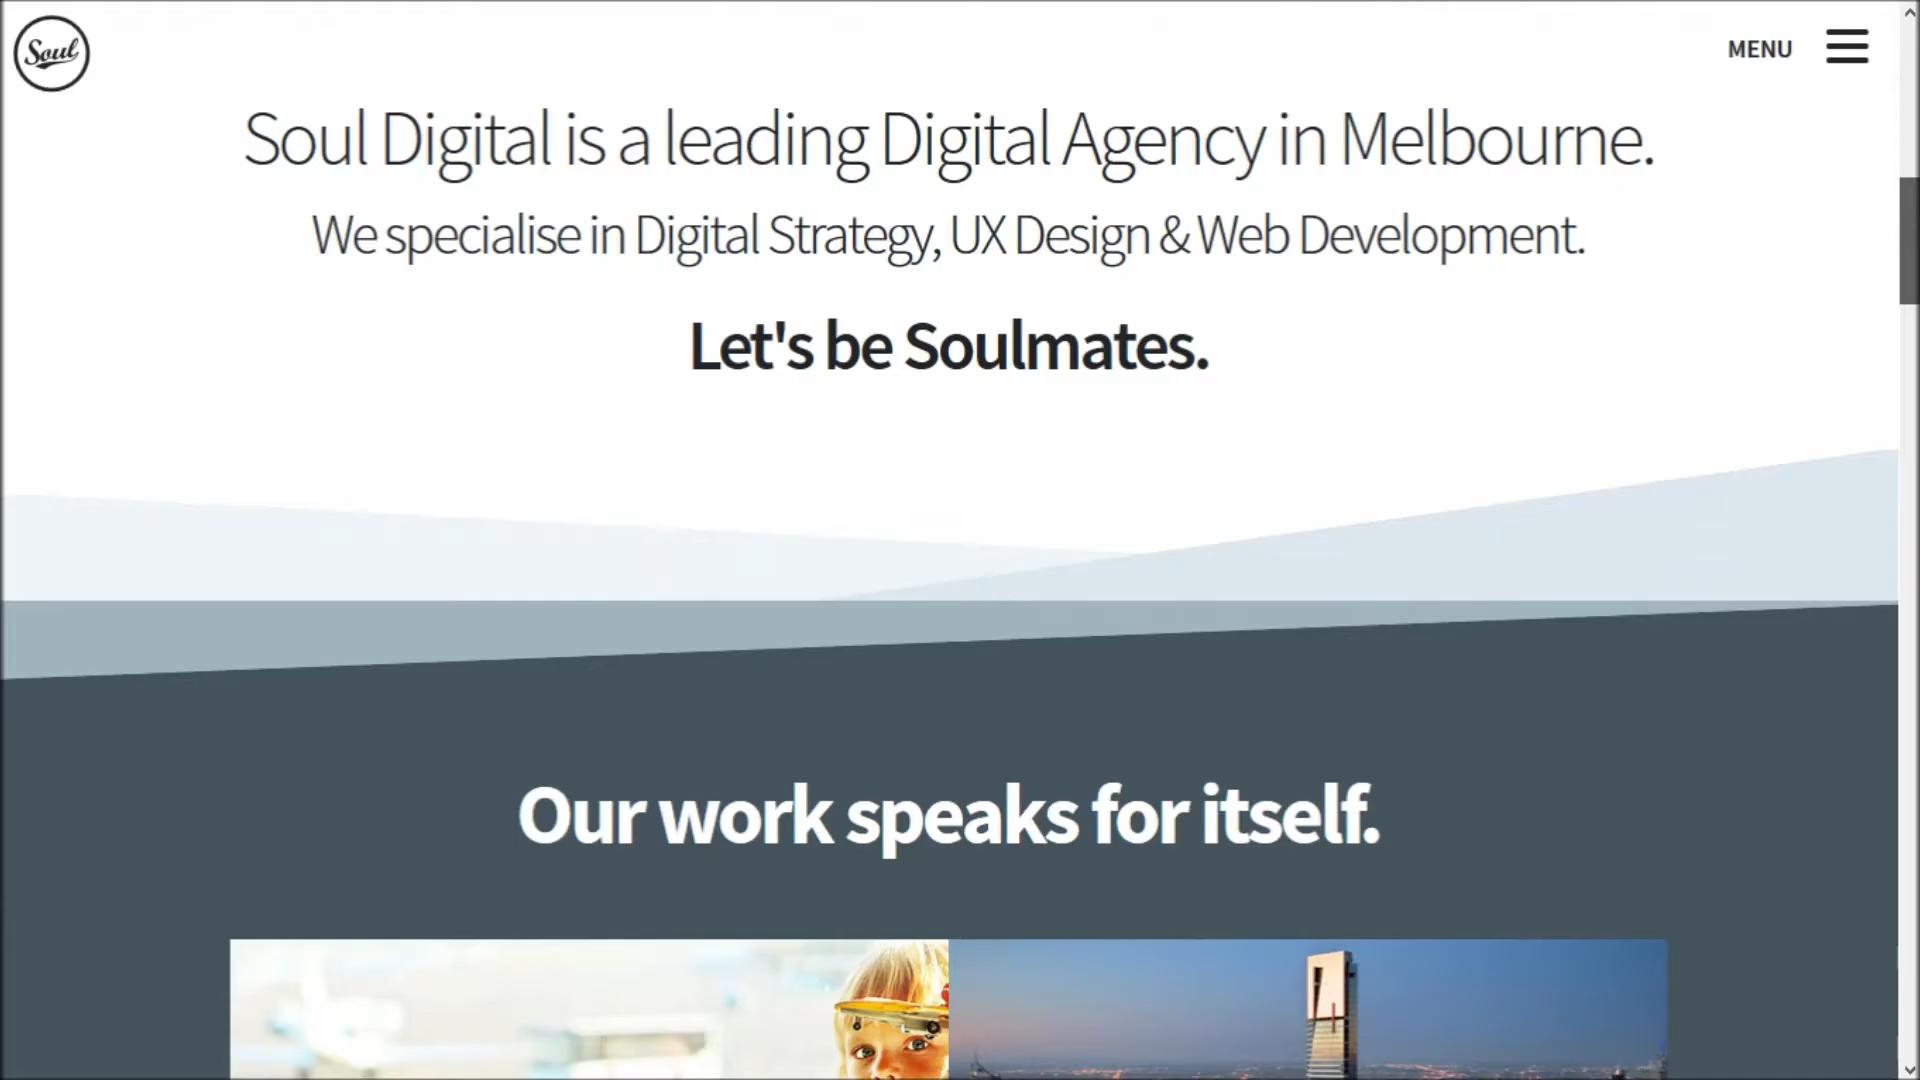 Soul
MENU
Soul Digital is a leading Digital Agency in Melbourne.
We specialise in Digital Strategy, UX Design & Web Development.
Let's be Soulmates.
Our work speaks for itself.